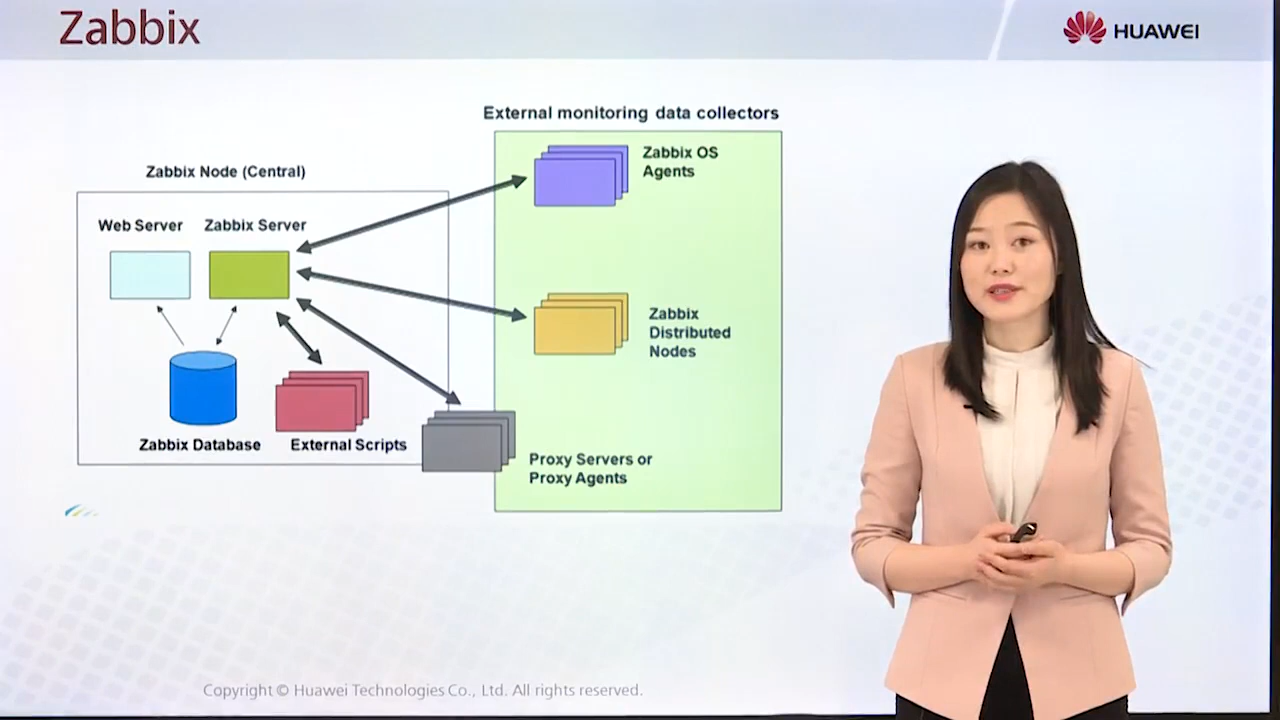 Zabbix
HUAWEI
External monitoring data collectors
Zabbix OS
Agents
Zabbix Node (Central)
Web Server
Zabbix Server
Zabbix
Distributed
Nodes
Zabbix Database
External Scripts
Proxy Servers or
Proxy Agents
Copyright © Huawei Technologies Co., Ltd. All rights reserved.